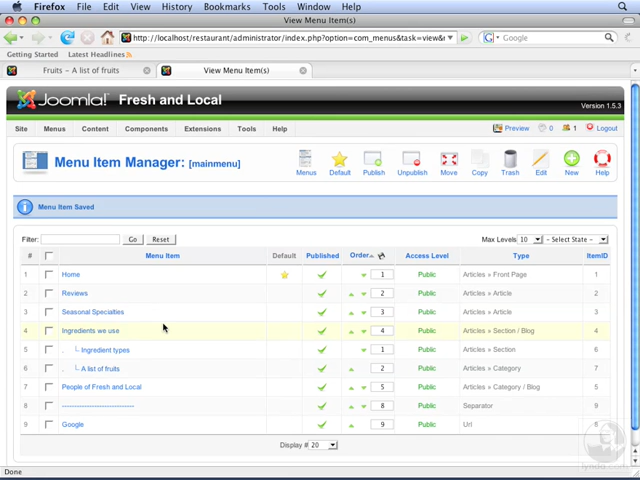 Firefox File Edit View History Bookmarks Tools Window Help
View Menu Item(s)
http://localhost/restaurant/administrator/index.php?option=com_menus&task=view&r
Google
Getting Started Latest Headlines
Fruits – A list of fruits
View Menu Item(s)
Joomla! Fresh and Local
Version 1.5.3
Site Menus Content Components Extensions Tools Help
Preview 0 1 Logout
Menu Item Manager: [mainmenu]
Menus Default Publish Unpublish Move Copy Trash Edit New Help
Menu Item Saved
Filter: Go Reset
Max Levels 10 - Select State -
# Menu Item Default Published Order Access Level Type ItemID
1 Home 1 Public Articles » Front Page 1
2 Reviews 2 Public Articles » Article 2
3 Seasonal Specialties 3 Public Articles » Article 3
4 Ingredients we use 4 Public Articles » Section / Blog 4
5 . Ingredient types 1 Public Articles » Section 6
6 . A list of fruits 2 Public Articles » Category 7
7 People of Fresh and Local 5 Public Articles » Category / Blog 5
8 ---------------------------- 8 Public Separator 9
9 Google 9 Public Url 8
Display # 20
lynda.com
Done